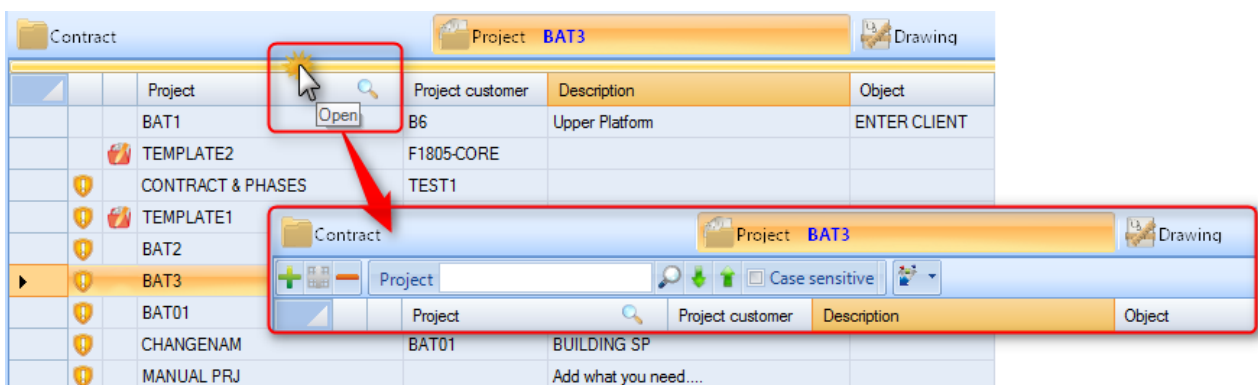 Contract Project BAT3 Drawing
Project Project customer Description Object
Open
BAT1 B6 Upper Platform ENTER CLIENT
TEMPLATE2 F1805-CORE
CONTRACT & PHASES TEST1
TEMPLATE1
Contract Project BAT3 Drawing
BAT2
BAT3
Project Case sensitive
BAT01
Project Project customer Description Object
CHANGENAM BAT01 BUILDING SP
MANUAL PRJ Add what you need....